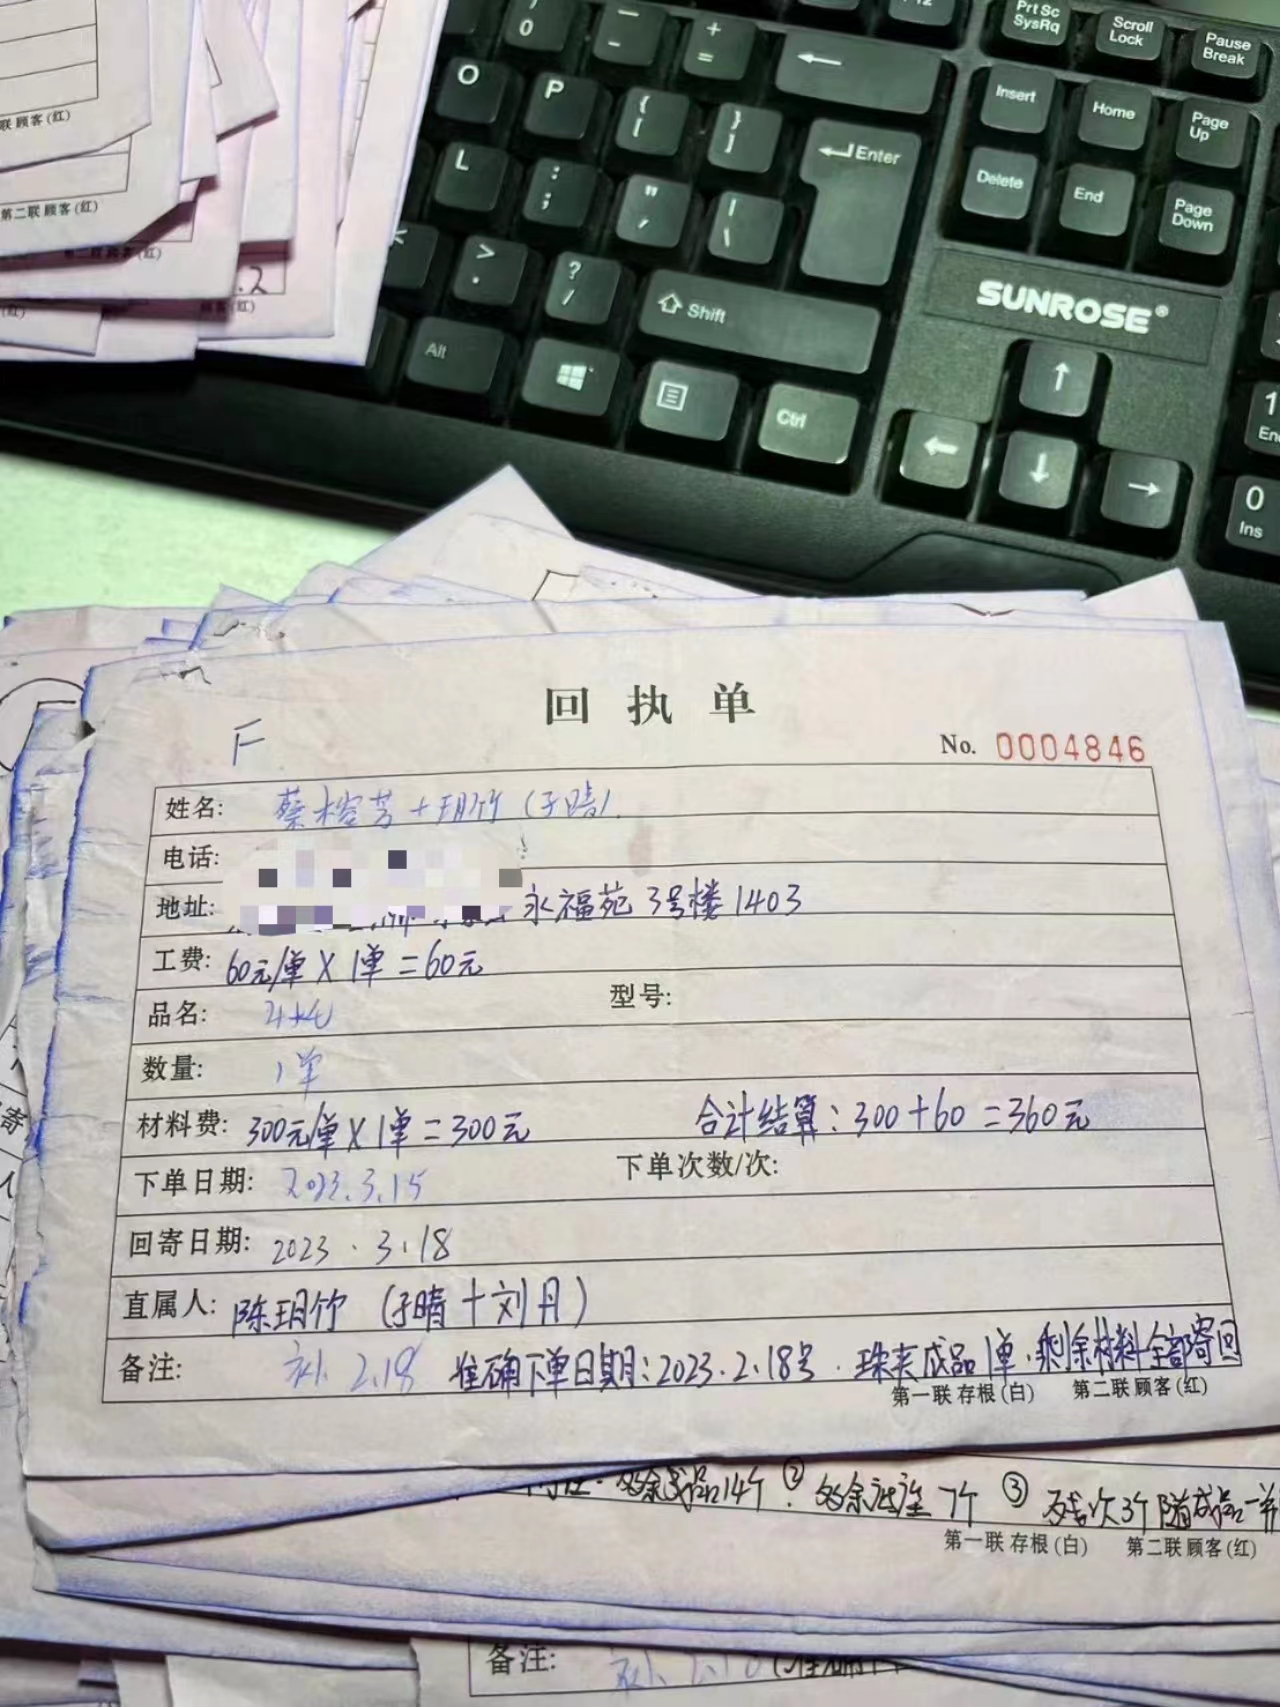 联 顾客 (红)
第二联 顾客 (红)
.2
) 0
— -
+ =
←
F12
Prt Sc SysRq
Scroll Lock
Pause Break
O
P
{ [
} ]
Enter
Insert
Home
Page Up
L
: ;
" '
| \
Delete
End
Page Down
<
> .
? /
Shift
SUNROSE®
Alt
Ctrl
↑
←
↓
→
1 End
0 Ins
回执单
F
No. 0004846
姓名: 蔡榕芳+玥竹(子晴)
电话:
地址: 永福苑3号楼1403
工费: 60元/单×1单=60元
品名: 型号:
数量: 1单
材料费: 300元/单×1单=300元 合计结算:300+60=360元
下单日期: 2023.3.15 下单次数/次:
回寄日期: 2023.3.18
直属人: 陈玥竹(子晴+刘丹)
备注: 补2.18 准确下单日期:2023.2.18号.珠夹成品1单.剩余材料全部寄回
第一联 存根 (白) 第二联 顾客 (红)
多余成品14个 ② 多余 7个 ③ 残次3个随成品一并
第一联 存根 (白) 第二联 顾客 (红)
备注: 补